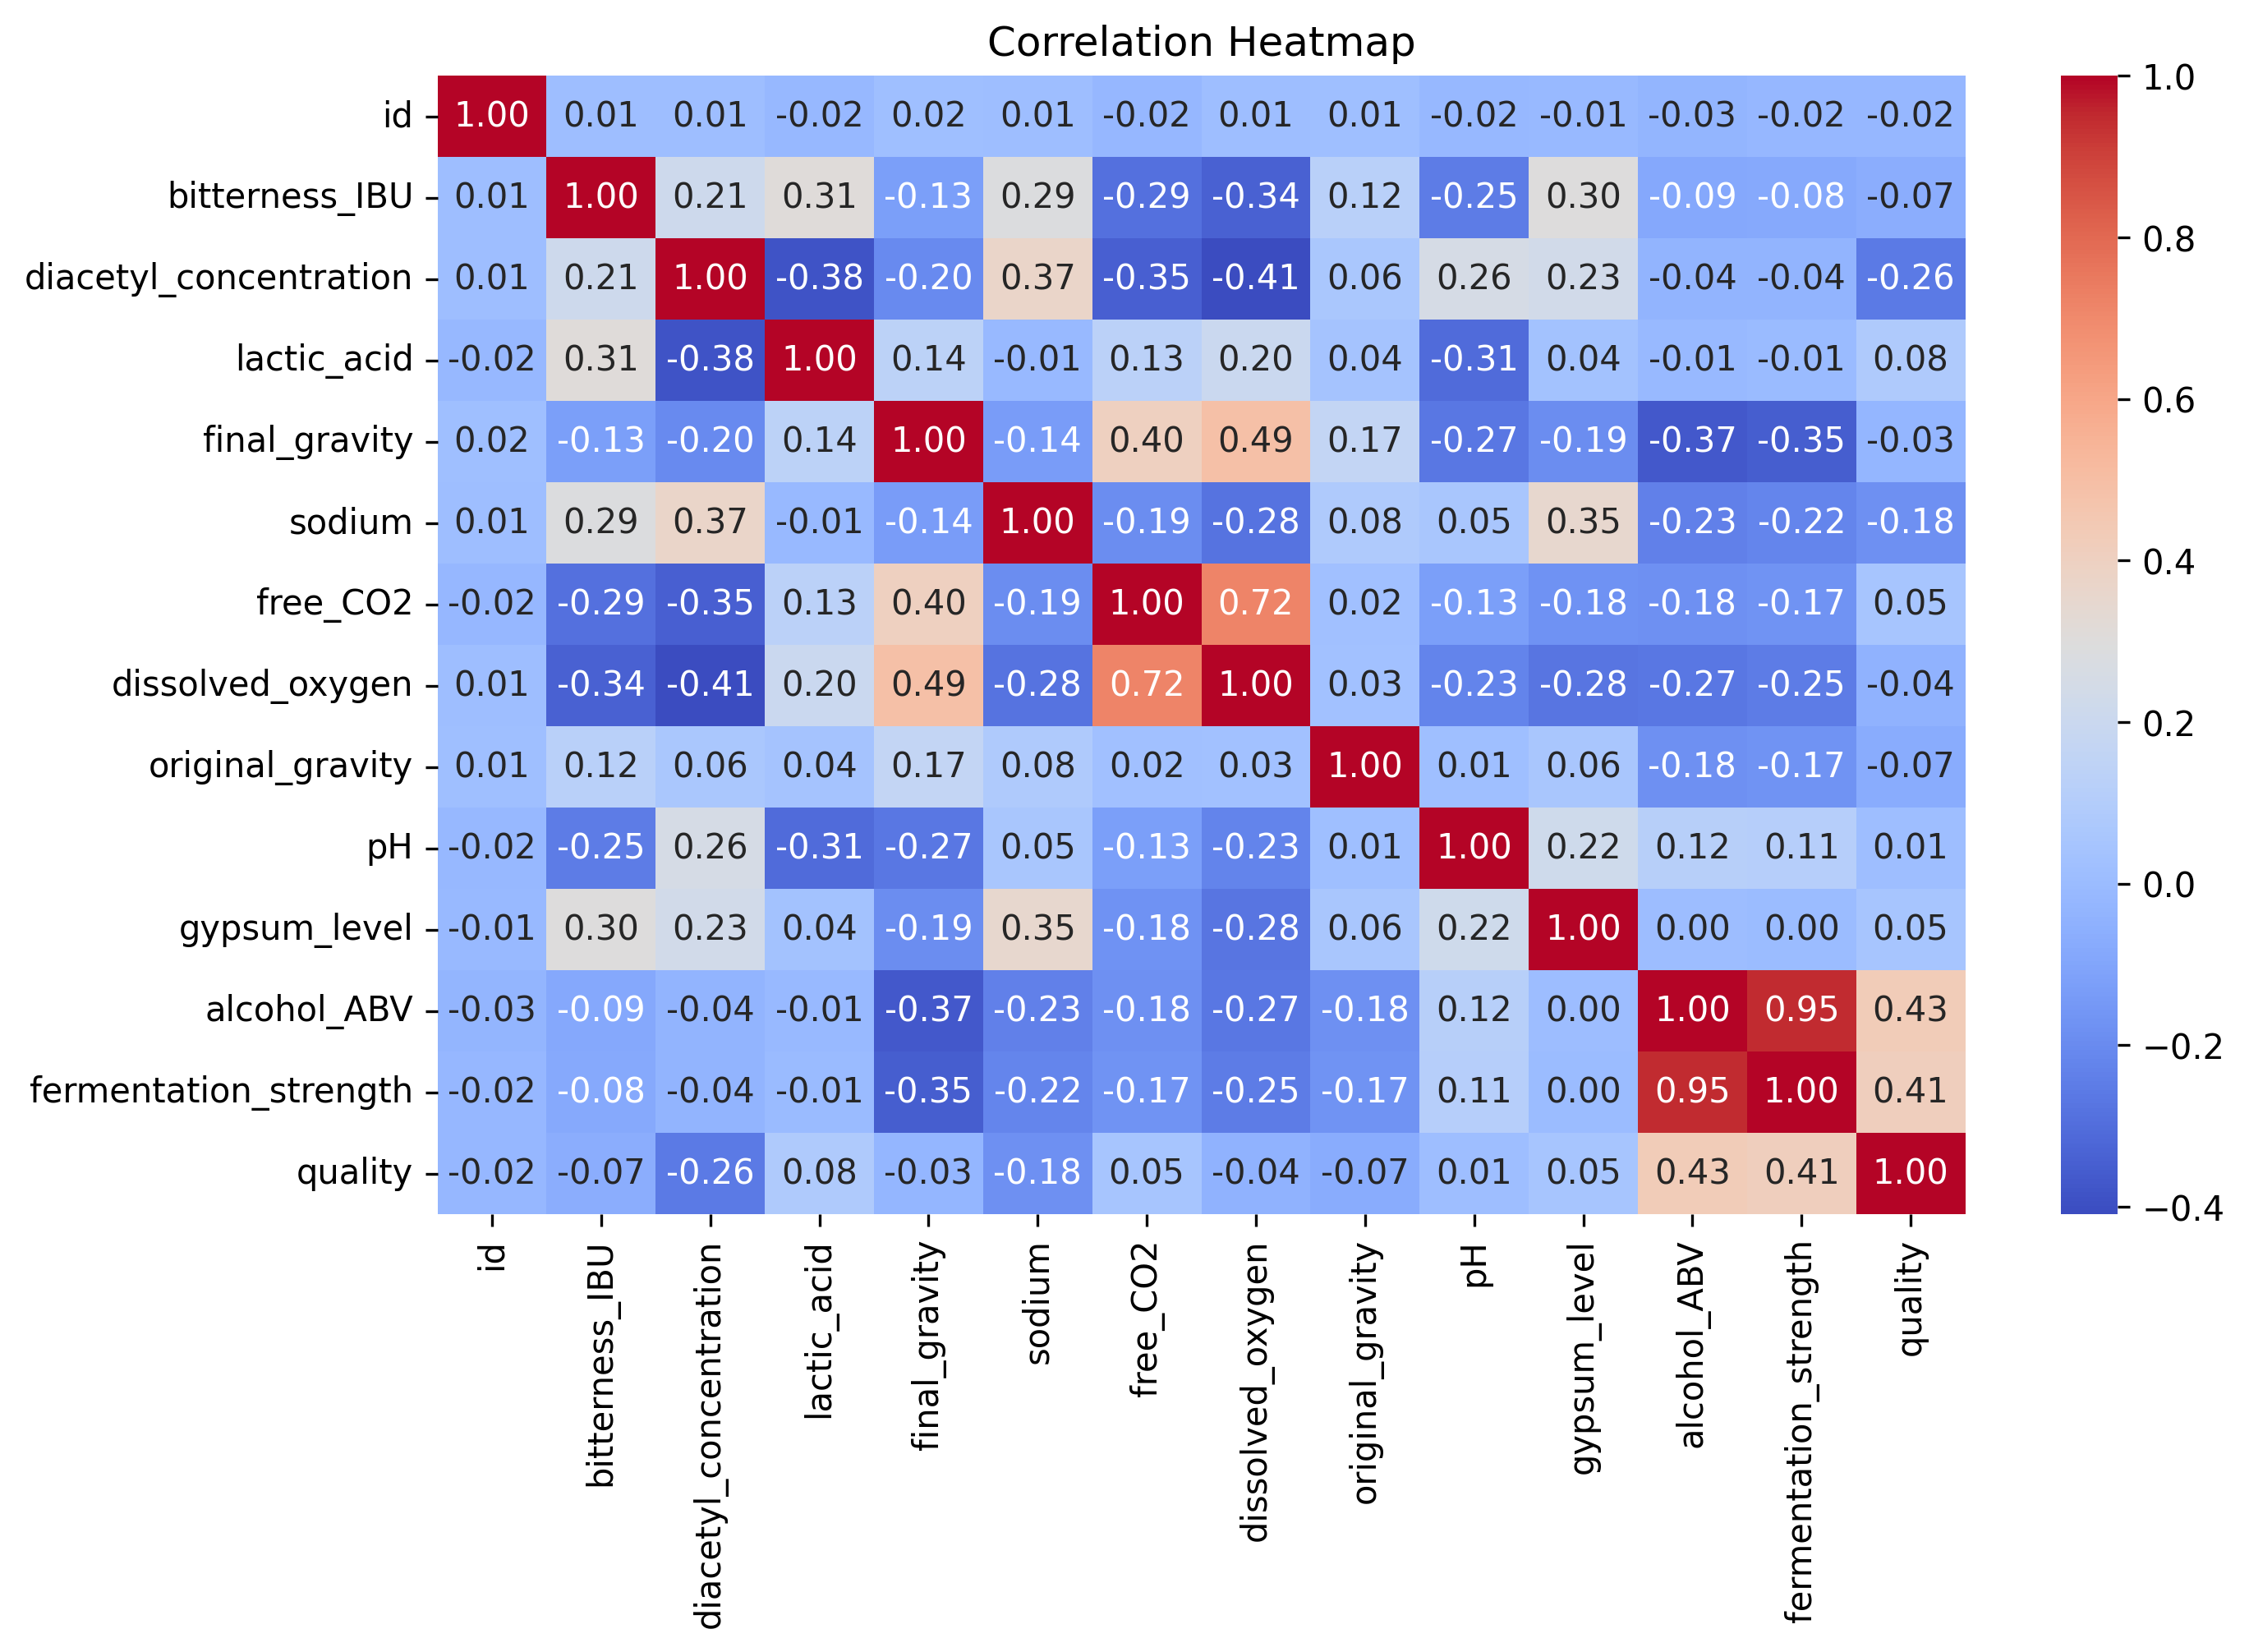 Correlation Heatmap
id 1.00 0.01 0.01 -0.02 0.02 0.01 -0.02 0.01 0.01 -0.02 -0.01 -0.03 -0.02 -0.02
bitterness_IBU 0.01 1.00 0.21 0.31 -0.13 0.29 -0.29 -0.34 0.12 -0.25 0.30 -0.09 -0.08 -0.07
diacetyl_concentration 0.01 0.21 1.00 -0.38 -0.20 0.37 -0.35 -0.41 0.06 0.26 0.23 -0.04 -0.04 -0.26
lactic_acid -0.02 0.31 -0.38 1.00 0.14 -0.01 0.13 0.20 0.04 -0.31 0.04 -0.01 -0.01 0.08
final_gravity 0.02 -0.13 -0.20 0.14 1.00 -0.14 0.40 0.49 0.17 -0.27 -0.19 -0.37 -0.35 -0.03
sodium 0.01 0.29 0.37 -0.01 -0.14 1.00 -0.19 -0.28 0.08 0.05 0.35 -0.23 -0.22 -0.18
free_CO2 -0.02 -0.29 -0.35 0.13 0.40 -0.19 1.00 0.72 0.02 -0.13 -0.18 -0.18 -0.17 0.05
dissolved_oxygen 0.01 -0.34 -0.41 0.20 0.49 -0.28 0.72 1.00 0.03 -0.23 -0.28 -0.27 -0.25 -0.04
original_gravity 0.01 0.12 0.06 0.04 0.17 0.08 0.02 0.03 1.00 0.01 0.06 -0.18 -0.17 -0.07
pH -0.02 -0.25 0.26 -0.31 -0.27 0.05 -0.13 -0.23 0.01 1.00 0.22 0.12 0.11 0.01
gypsum_level -0.01 0.30 0.23 0.04 -0.19 0.35 -0.18 -0.28 0.06 0.22 1.00 0.00 0.00 0.05
alcohol_ABV -0.03 -0.09 -0.04 -0.01 -0.37 -0.23 -0.18 -0.27 -0.18 0.12 0.00 1.00 0.95 0.43
fermentation_strength -0.02 -0.08 -0.04 -0.01 -0.35 -0.22 -0.17 -0.25 -0.17 0.11 0.00 0.95 1.00 0.41
quality -0.02 -0.07 -0.26 0.08 -0.03 -0.18 0.05 -0.04 -0.07 0.01 0.05 0.43 0.41 1.00
id
bitterness_IBU
diacetyl_concentration
lactic_acid
final_gravity
sodium
free_CO2
dissolved_oxygen
original_gravity
pH
gypsum_level
alcohol_ABV
fermentation_strength
quality
1.0
0.8
0.6
0.4
0.2
0.0
−0.2
−0.4